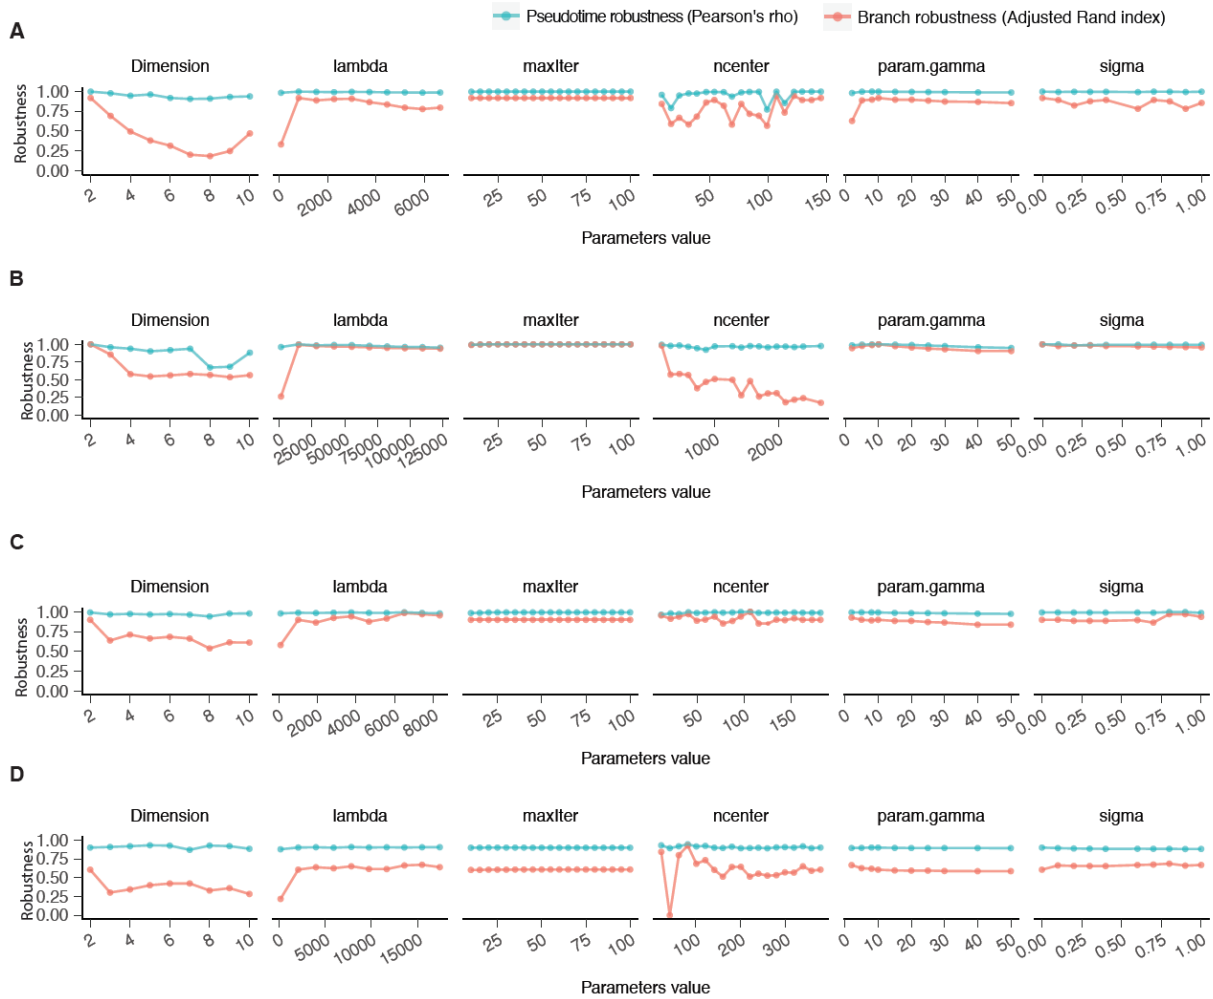 Pseudotime robustness (Pearson's rho) Branch robustness (Adjusted Rand index)
A
Dimension lambda maxIter ncenter param.gamma sigma
Robustness
1.00
0.75
0.50
0.25
0.00
2 4 6 8 10 0 2000 4000 6000 25 50 75 100 50 100 150 0 10 20 30 40 50 0.00 0.25 0.50 0.75 1.00
Parameters value
B
Dimension lambda maxIter ncenter param.gamma sigma
Robustness
1.00
0.75
0.50
0.25
0.00
2 4 6 8 10 0 25000 50000 75000 100000 125000 25 50 75 100 1000 2000 0 10 20 30 40 50 0.00 0.25 0.50 0.75 1.00
Parameters value
C
Dimension lambda maxIter ncenter param.gamma sigma
Robustness
1.00
0.75
0.50
0.25
0.00
2 4 6 8 10 0 2000 4000 6000 8000 25 50 75 100 50 100 150 0 10 20 30 40 50 0.00 0.25 0.50 0.75 1.00
Parameters value
D
Dimension lambda maxIter ncenter param.gamma sigma
Robustness
1.00
0.75
0.50
0.25
0.00
2 4 6 8 10 0 5000 10000 15000 25 50 75 100 100 200 300 0 10 20 30 40 50 0.00 0.25 0.50 0.75 1.00
Parameters value